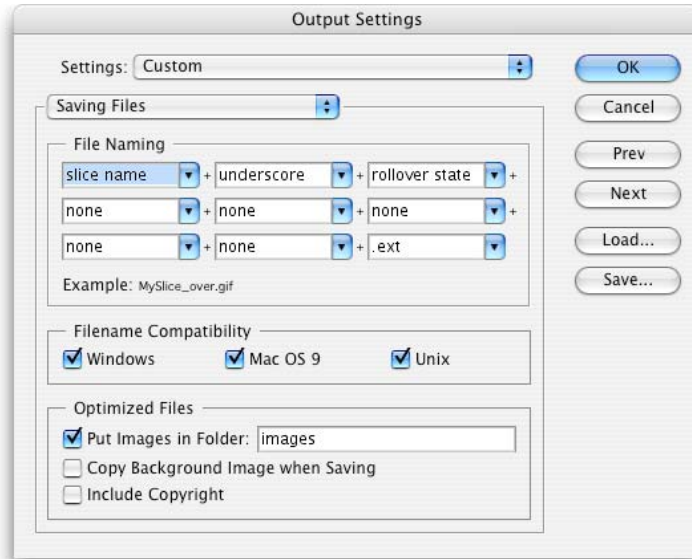 Output Settings
Settings: Custom
OK
Saving Files
Cancel
File Naming
Prev
slice name + underscore + rollover state +
Next
none + none + none +
Load...
none + none + .ext
Save...
Example: MySlice_over.gif
Filename Compatibility
Windows Mac OS 9 Unix
Optimized Files
Put Images in Folder: images
Copy Background Image when Saving
Include Copyright